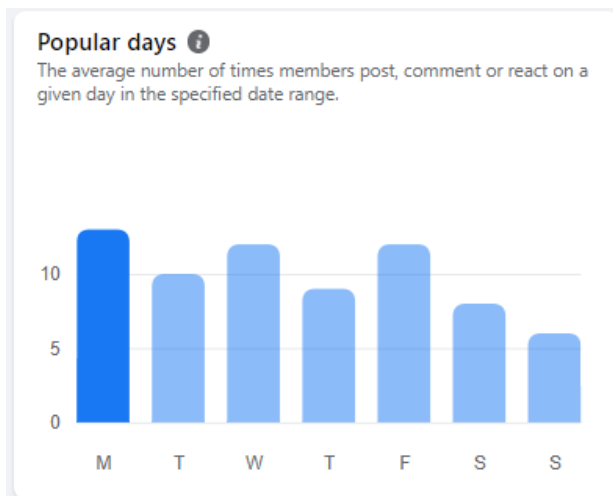 Popular days
The average number of times members post, comment or react on a
given day in the specified date range.
10
5
0
M T W T F S S